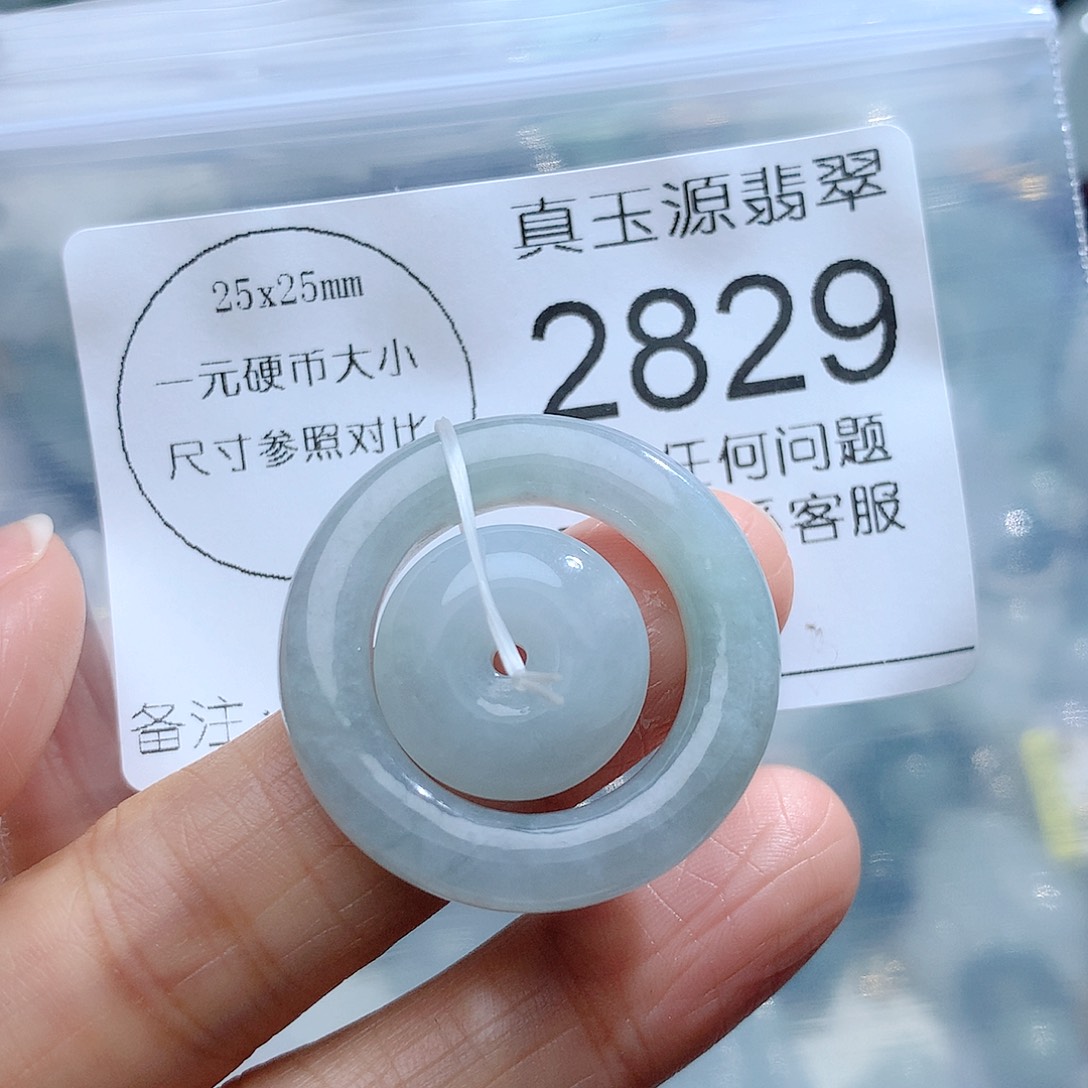 25x25mm
一元硬币大小
尺寸参照对比
真玉源翡翠
2829
任何问题
客服
备注